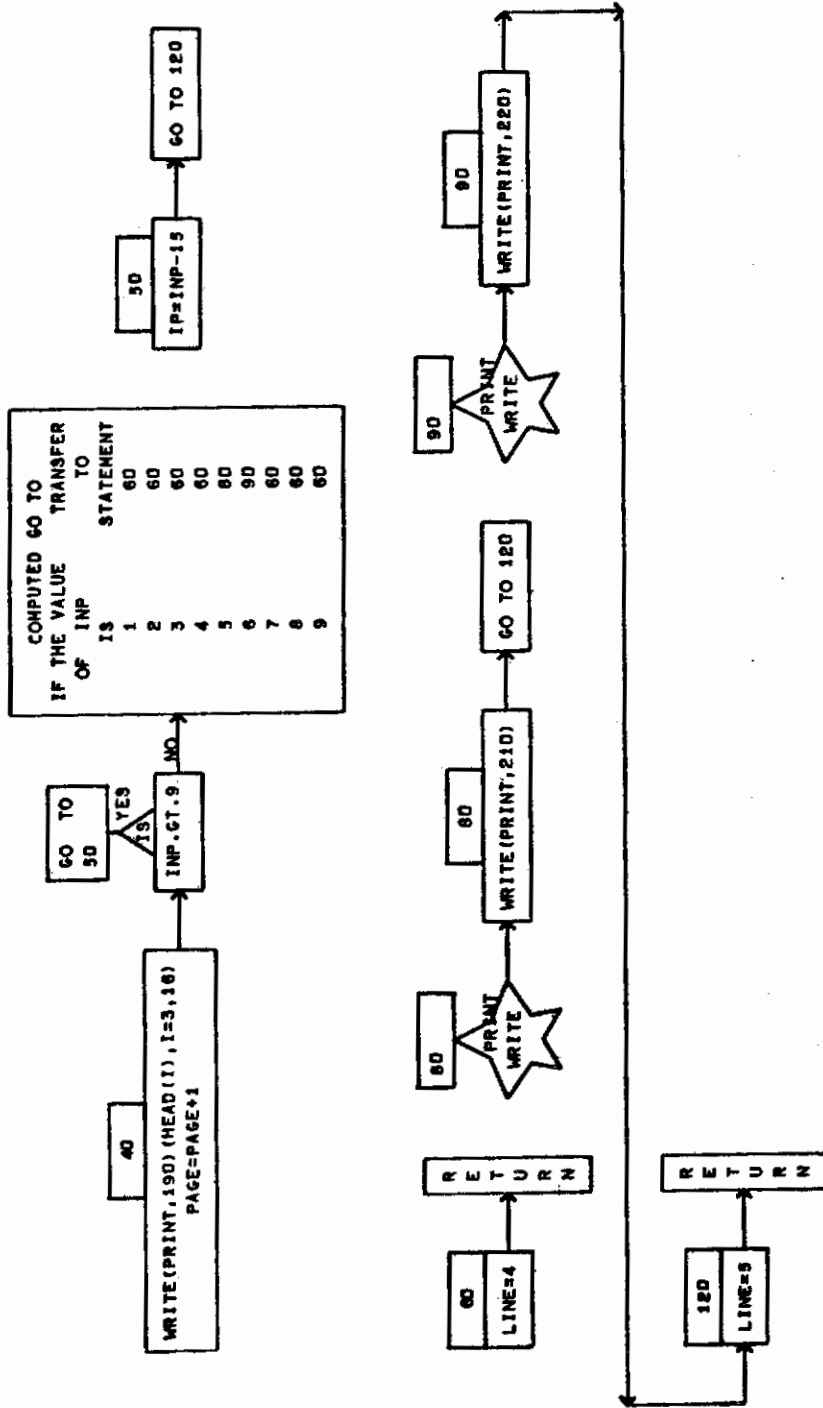 40
WRITE(PRINT,190)(HEAD(I),I=3,16)
PAGE=PAGE+1
GO TO
50
YES
IS
INP.GT.9
NO
COMPUTED GO TO
IF THE VALUE TRANSFER
OF INP TO
IS STATEMENT
1 60
2 60
3 60
4 60
5 80
6 90
7 60
8 60
9 60
50
IP=INP-15
GO TO 120
60
LINE=4
RETURN
80
PRINT
WRITE
80
WRITE(PRINT,210)
GO TO 120
90
PRINT
WRITE
90
WRITE(PRINT,220)
120
LINE=5
RETURN